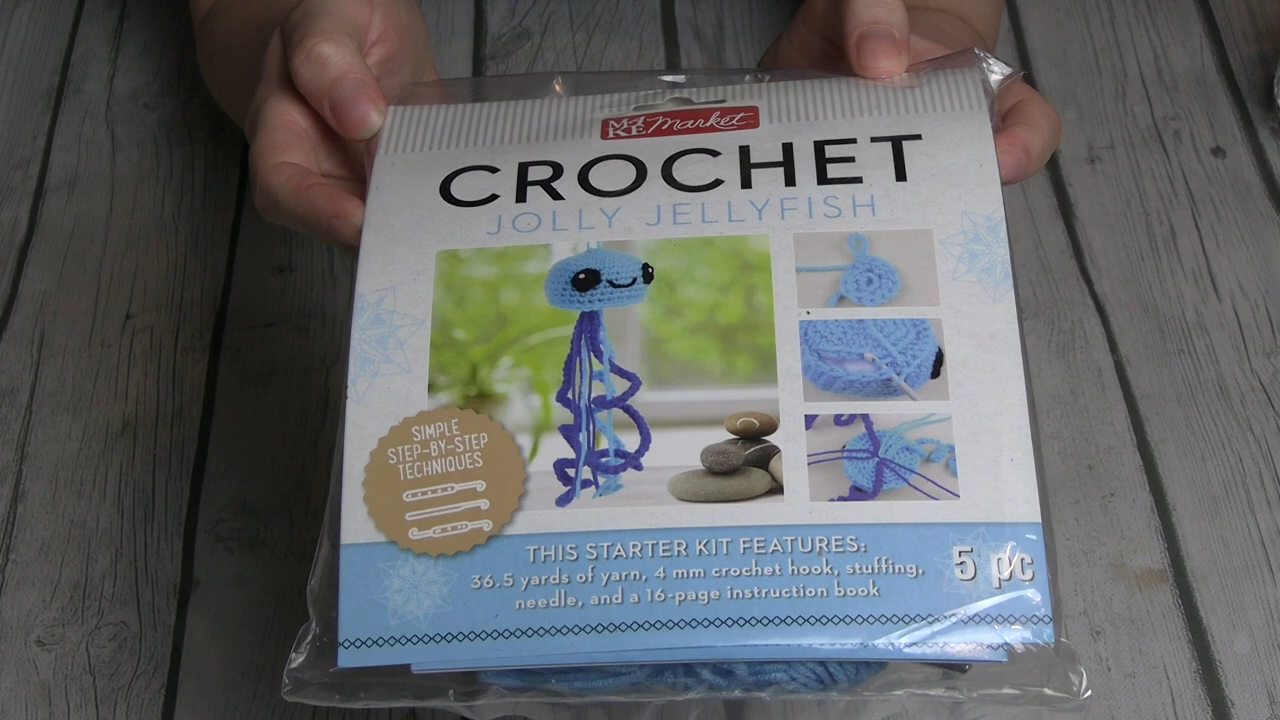 MAKE Market
CROCHET
JOLLY JELLYFISH
SIMPLE
STEP-BY-STEP
TECHNIQUES
THIS STARTER KIT FEATURES:
36.5 yards of yarn, 4 mm crochet hook, stuffing,
needle, and a 16-page instruction book
5 pc